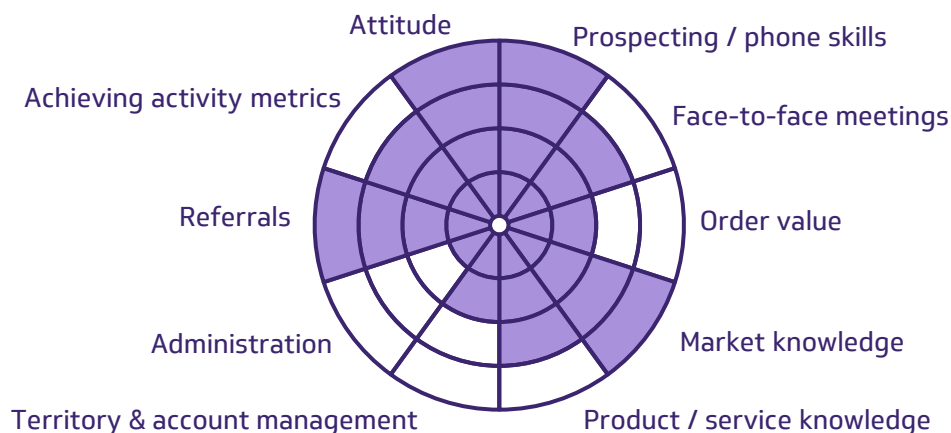 Attitude
Prospecting / phone skills
Achieving activity metrics
Face-to-face meetings
Referrals
Order value
Administration
Market knowledge
Territory & account management
Product / service knowledge